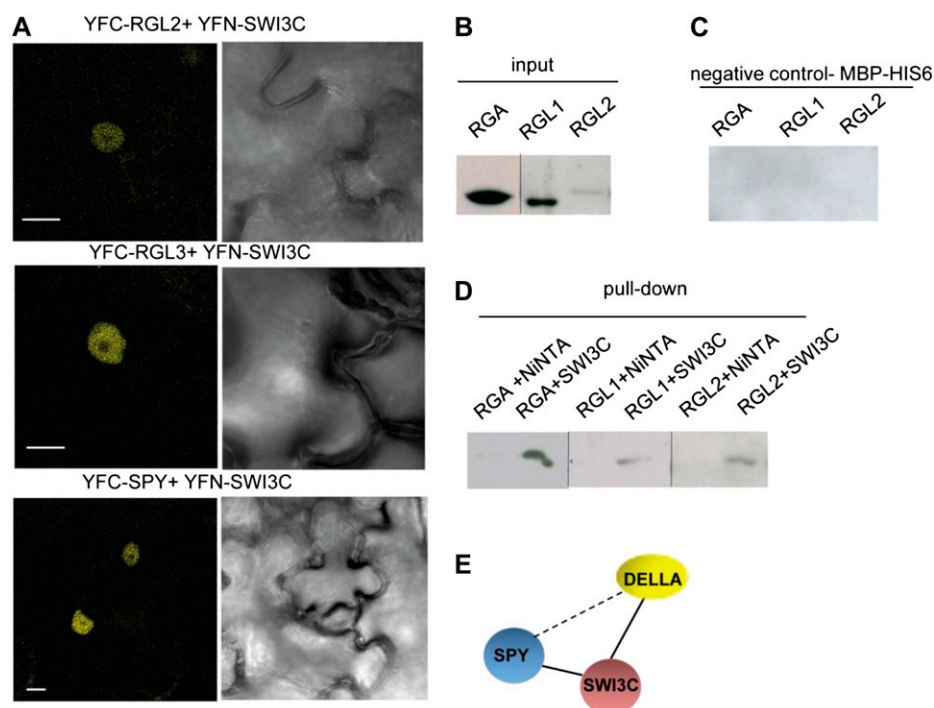 A
YFC-RGL2+ YFN-SWI3C
YFC-RGL3+ YFN-SWI3C
YFC-SPY+ YFN-SWI3C
B
input
RGA
RGL1
RGL2
C
negative control- MBP-HIS6
RGA
RGL1
RGL2
D
pull-down
RGA +NiNTA
RGA+SWI3C
RGL1+NiNTA
RGL1+SWI3C
RGL2+NiNTA
RGL2+SWI3C
E
DELLA
SPY
SWI3C